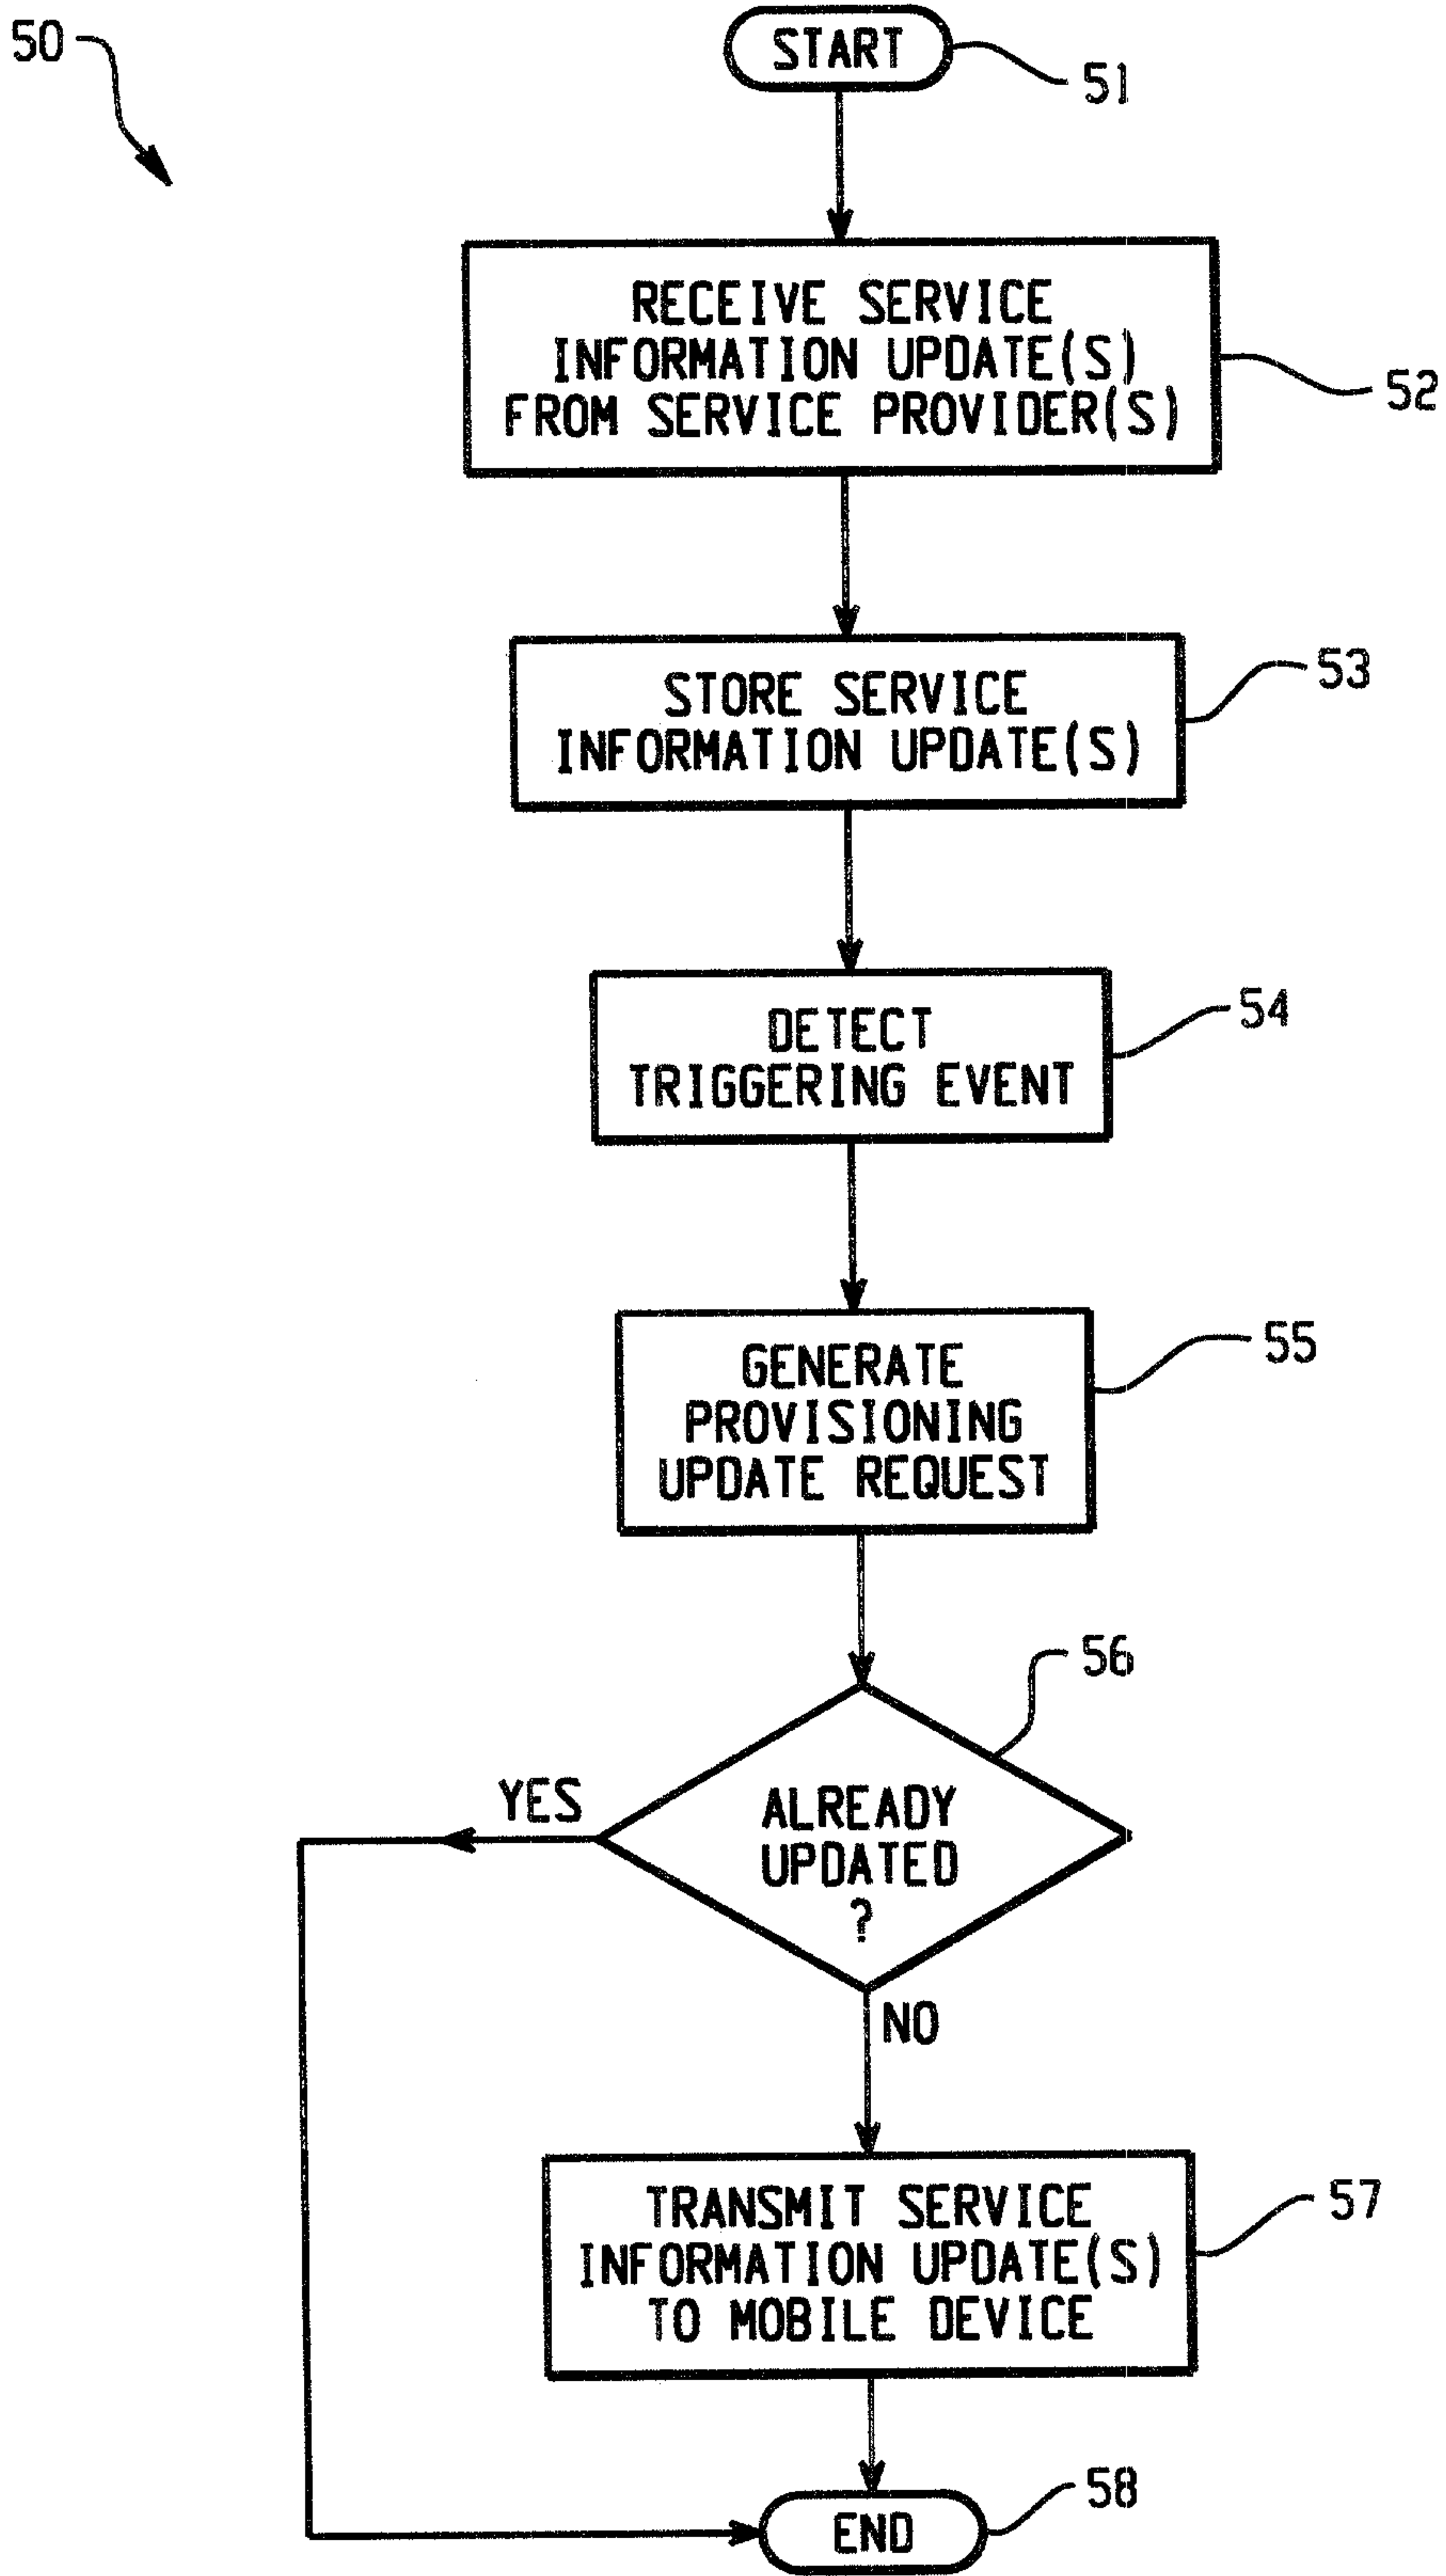 50
START
51
RECEIVE SERVICE
INFORMATION UPDATE(S)
FROM SERVICE PROVIDER(S)
52
STORE SERVICE
INFORMATION UPDATE(S)
53
DETECT
TRIGGERING EVENT
54
GENERATE
PROVISIONING
UPDATE REQUEST
55
56
ALREADY
UPDATED
?
YES
NO
TRANSMIT SERVICE
INFORMATION UPDATE(S)
TO MOBILE DEVICE
57
END
58